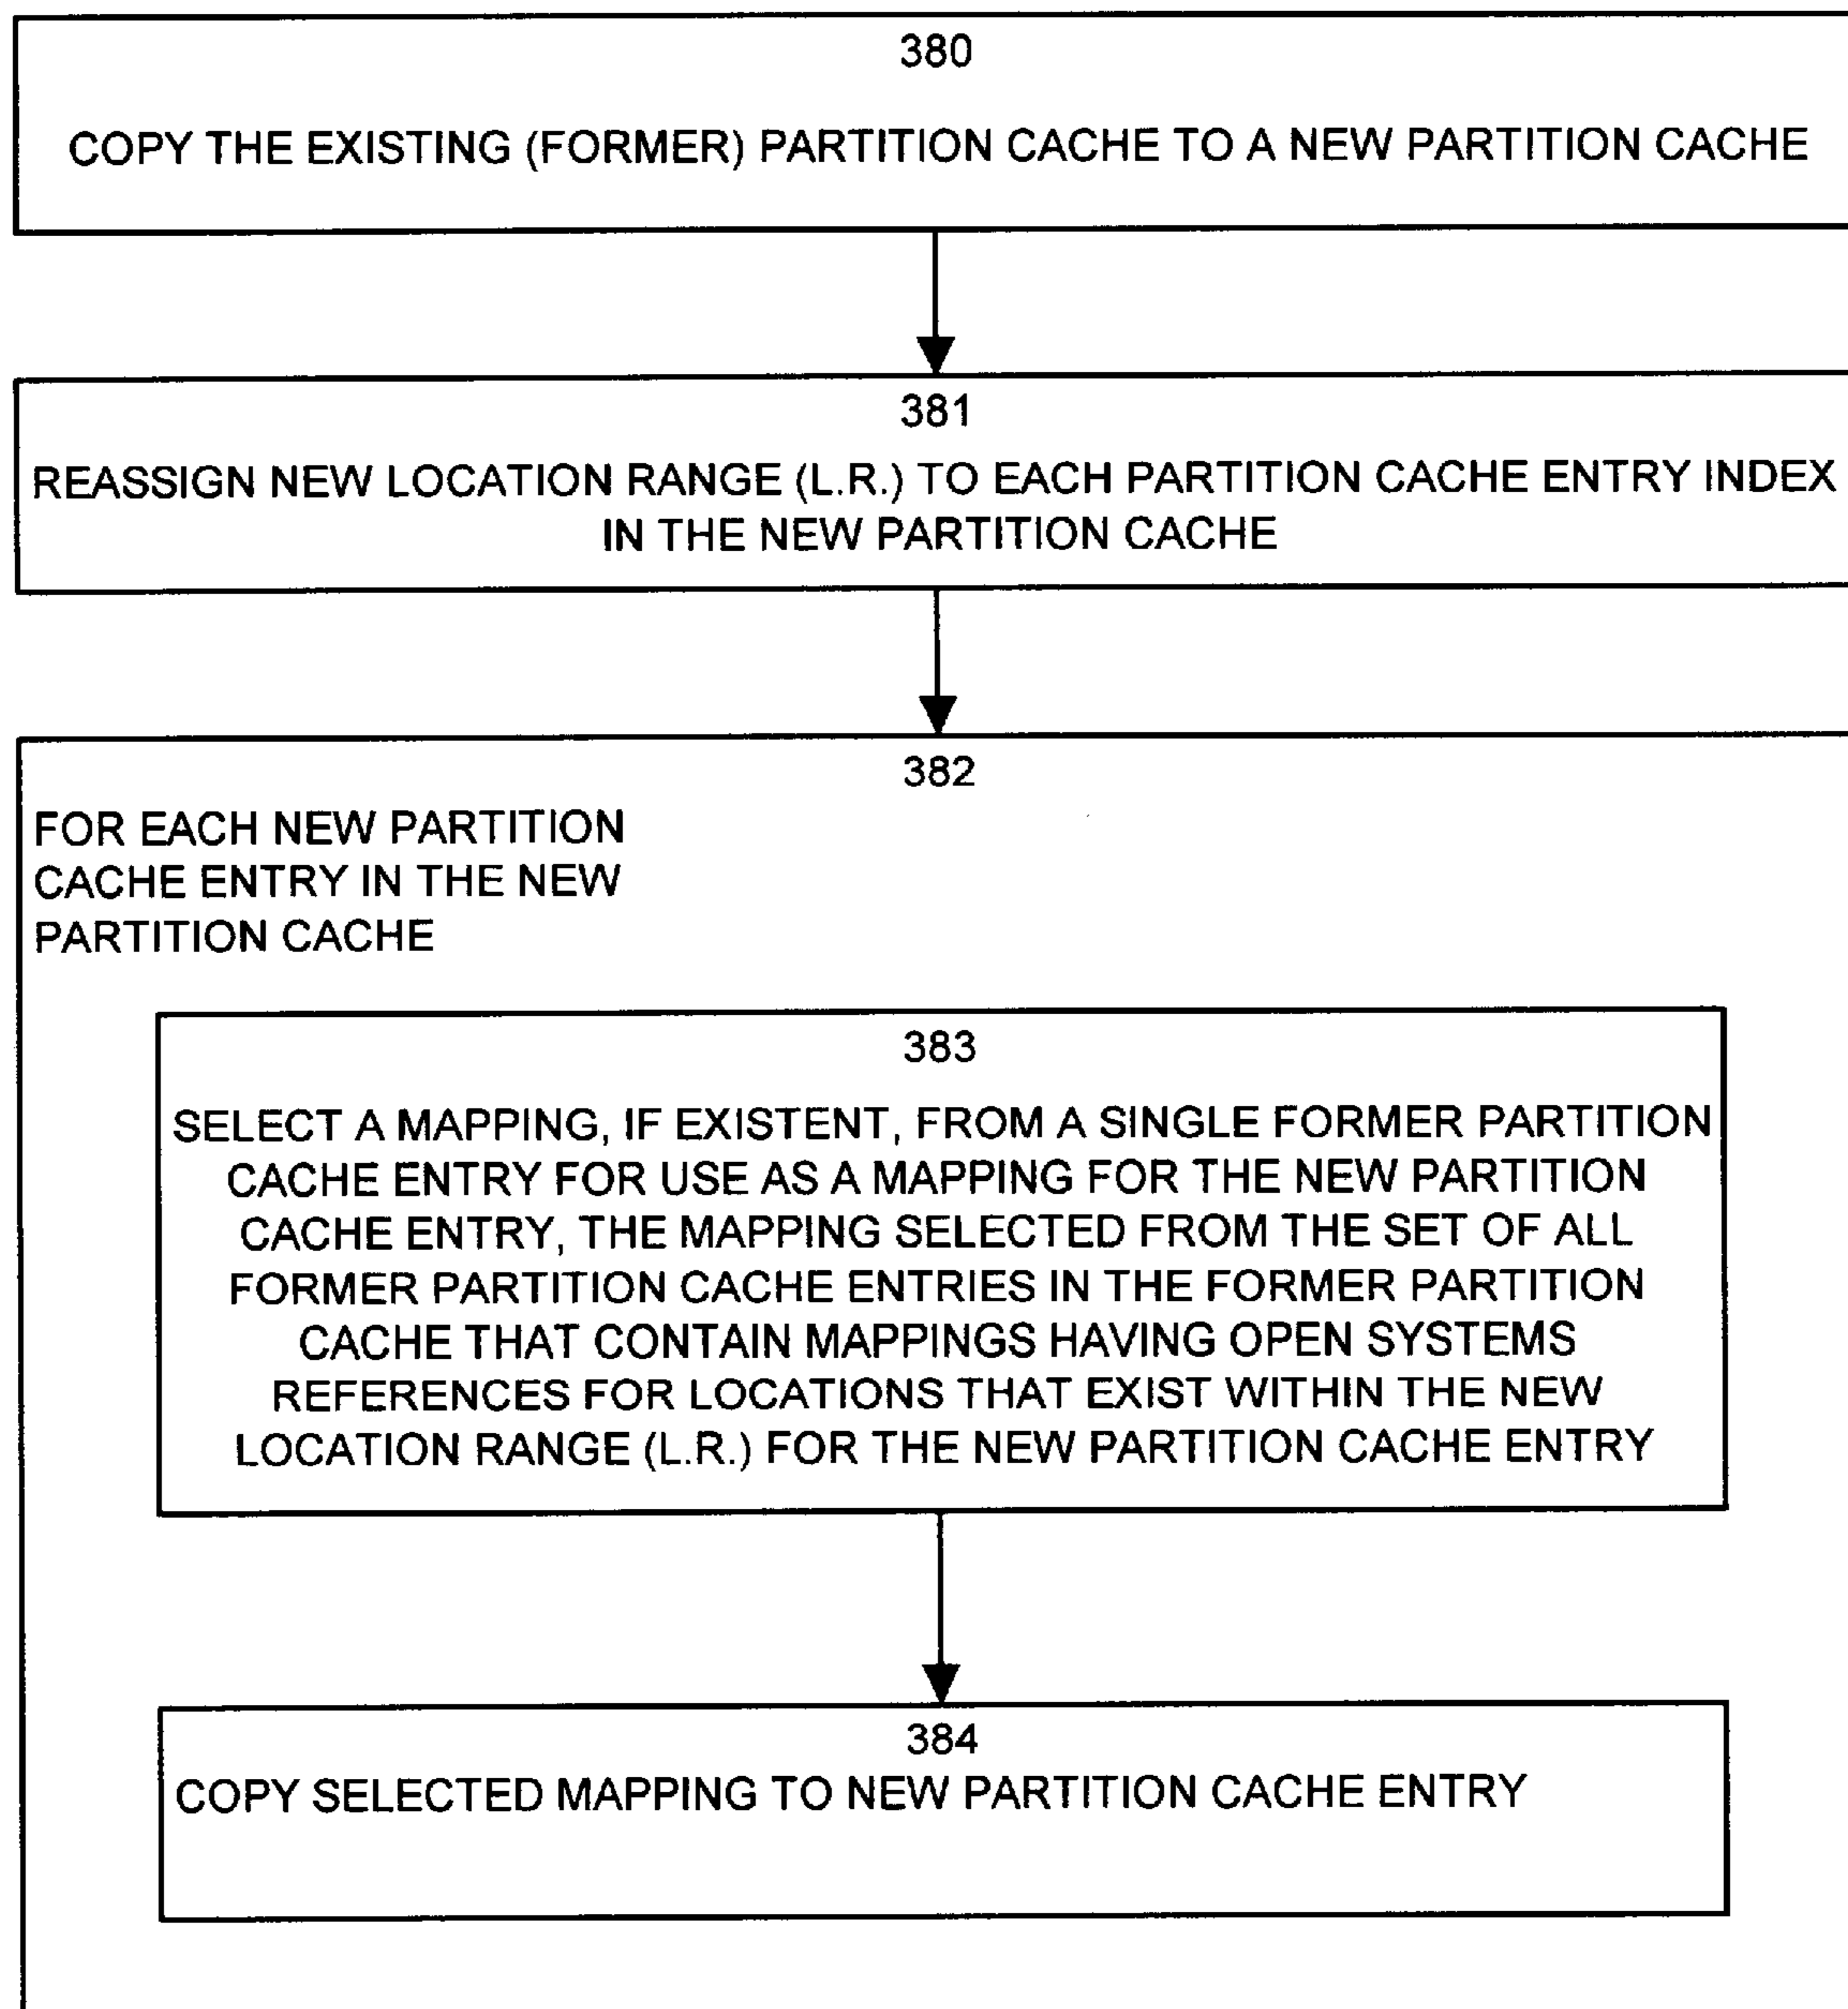 380
COPY THE EXISTING (FORMER) PARTITION CACHE TO A NEW PARTITION CACHE
381
REASSIGN NEW LOCATION RANGE (L.R.) TO EACH PARTITION CACHE ENTRY INDEX
IN THE NEW PARTITION CACHE
382
FOR EACH NEW PARTITION
CACHE ENTRY IN THE NEW
PARTITION CACHE
383
SELECT A MAPPING, IF EXISTENT, FROM A SINGLE FORMER PARTITION
CACHE ENTRY FOR USE AS A MAPPING FOR THE NEW PARTITION
CACHE ENTRY, THE MAPPING SELECTED FROM THE SET OF ALL
FORMER PARTITION CACHE ENTRIES IN THE FORMER PARTITION
CACHE THAT CONTAIN MAPPINGS HAVING OPEN SYSTEMS
REFERENCES FOR LOCATIONS THAT EXIST WITHIN THE NEW
LOCATION RANGE (L.R.) FOR THE NEW PARTITION CACHE ENTRY
384
COPY SELECTED MAPPING TO NEW PARTITION CACHE ENTRY